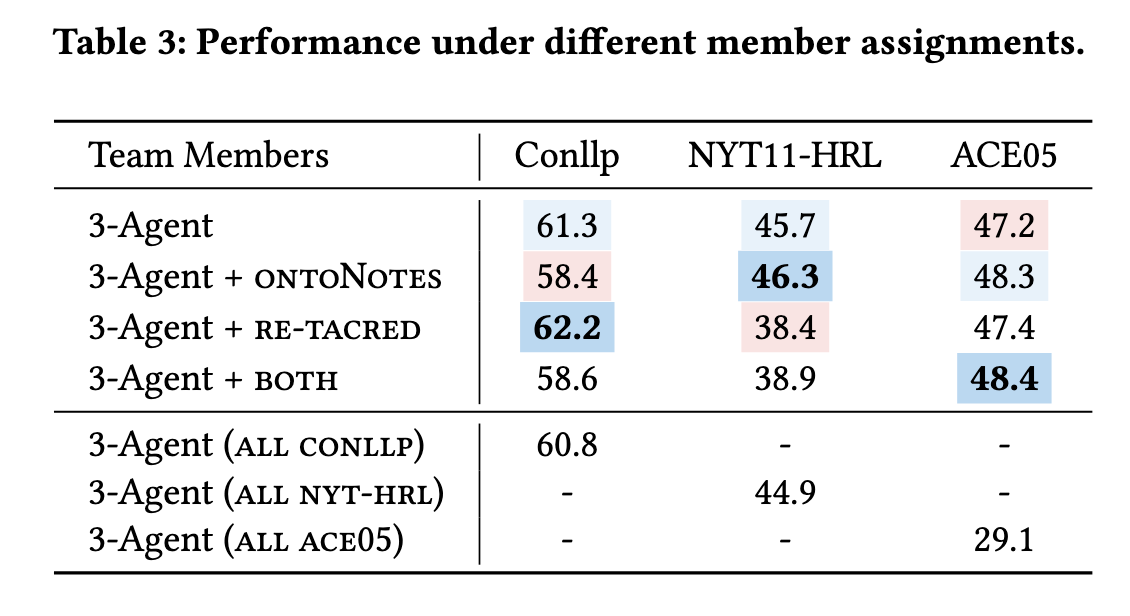 Table 3: Performance under different member assignments.
Team Members Conllp NYT11-HRL ACE05
3-Agent 61.3 45.7 47.2
3-Agent + ONTONOTES 58.4 46.3 48.3
3-Agent + RE-TACRED 62.2 38.4 47.4
3-Agent + BOTH 58.6 38.9 48.4
3-Agent (ALL CONLLP) 60.8 - -
3-Agent (ALL NYT-HRL) - 44.9 -
3-Agent (ALL ACE05) - - 29.1